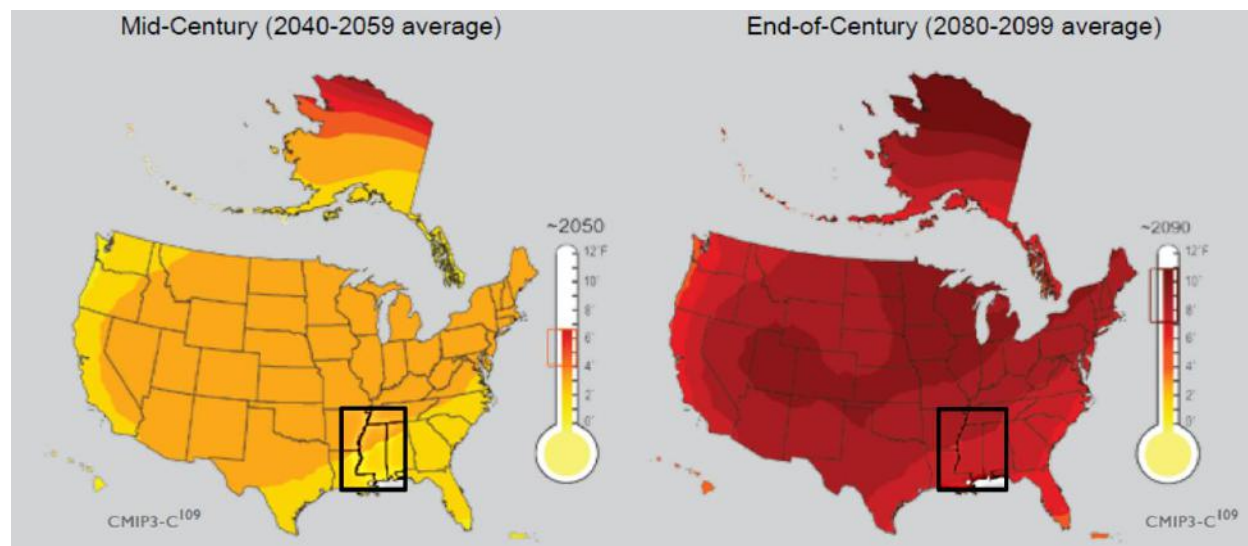 Mid-Century (2040-2059 average)
End-of-Century (2080-2099 average)
~2050
12°F
10°
8°
6°
4°
2°
0°
~2090
12°F
10°
8°
6°
4°
2°
0°
CMIP3-C109
CMIP3-C109